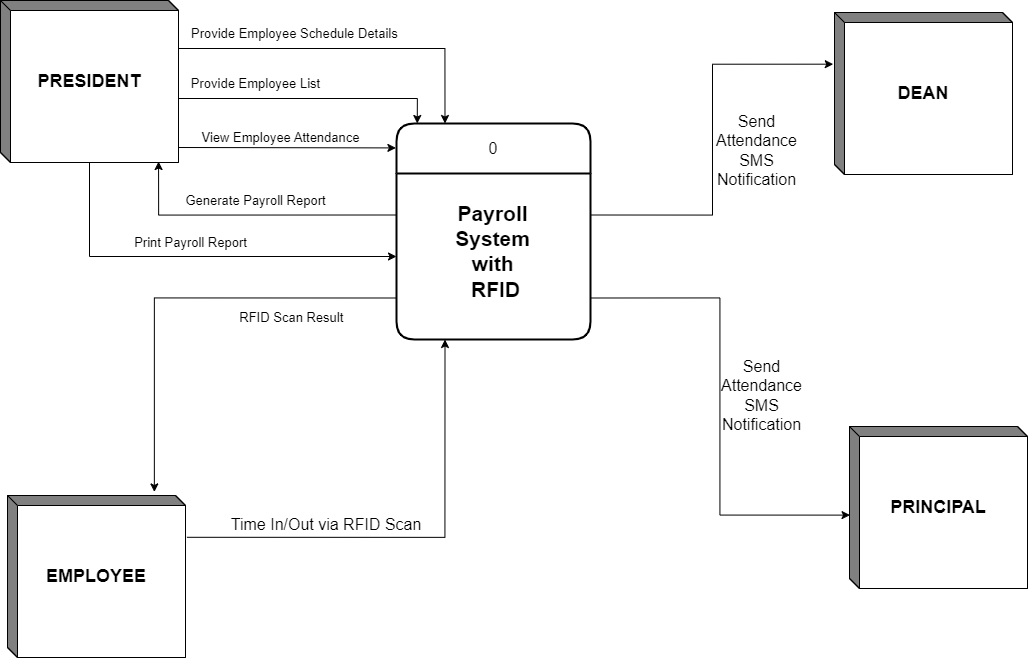 PRESIDENT
Provide Employee Schedule Details
Provide Employee List
View Employee Attendance
Generate Payroll Report
Print Payroll Report
0
Payroll
System
with
RFID
DEAN
Send
Attendance
SMS
Notification
RFID Scan Result
Send
Attendance
SMS
Notification
PRINCIPAL
Time In/Out via RFID Scan
EMPLOYEE